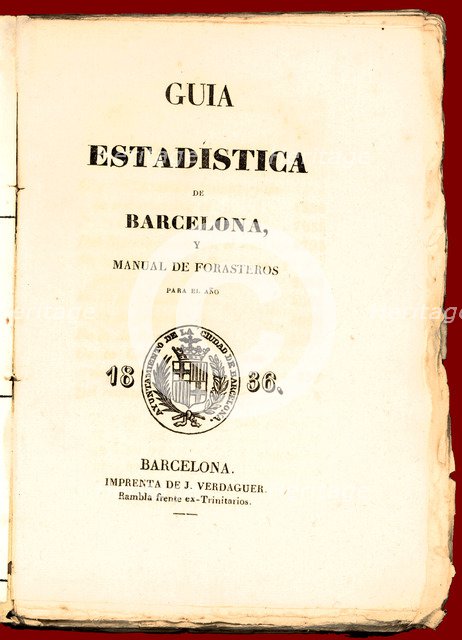 GUIA
ESTADÍSTICA
DE
BARCELONA,
Y
MANUAL DE FORASTEROS
PARA EL AÑO
18 36.
AYUNTAMIENTO DE LA CIUDAD DE BARCELONA.
BARCELONA.
IMPRENTA DE J. VERDAGUER.
Rambla frente ex-Trinitarios.